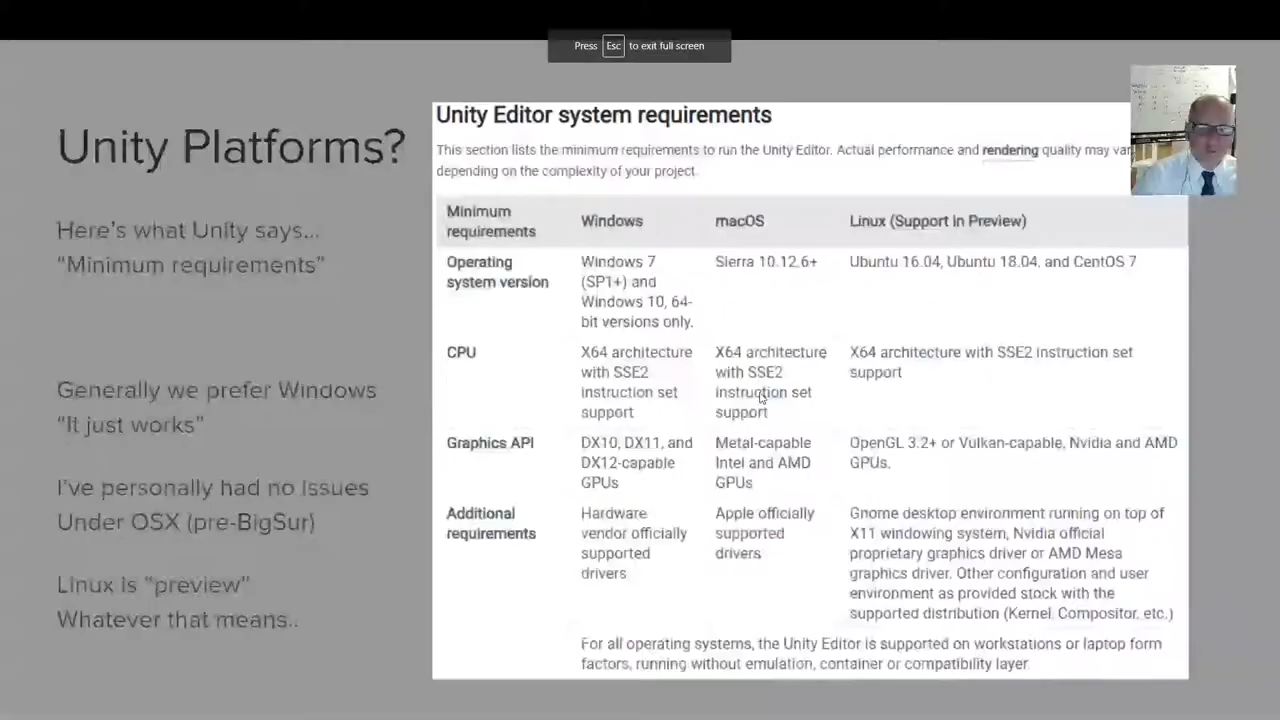 Press Esc to exit full screen
Unity Platforms?
Here's what Unity says...
"Minimum requirements"
Generally we prefer Windows
"It just works"
I've personally had no issues
Under OSX (pre-BigSur)
Linux is "preview"
Whatever that means..
Unity Editor system requirements
This section lists the minimum requirements to run the Unity Editor. Actual performance and rendering quality may var
depending on the complexity of your project.
Minimum
requirements
Windows
macOS
Linux (Support in Preview)
Operating
system version
Windows 7
(SP1+) and
Windows 10, 64-
bit versions only.
Sierra 10.12.6+
Ubuntu 16.04, Ubuntu 18.04, and CentOS 7
CPU
X64 architecture
with SSE2
instruction set
support
X64 architecture
with SSE2
instruction set
support
X64 architecture with SSE2 instruction set
support
Graphics API
DX10, DX11, and
DX12-capable
GPUs
Metal-capable
Intel and AMD
GPUs
OpenGL 3.2+ or Vulkan-capable, Nvidia and AMD
GPUs.
Additional
requirements
Hardware
vendor officially
supported
drivers
Apple officially
supported
drivers
Gnome desktop environment running on top of
X11 windowing system, Nvidia official
proprietary graphics driver or AMD Mesa
graphics driver. Other configuration and user
environment as provided stock with the
supported distribution (Kernel, Compositor, etc.)
For all operating systems, the Unity Editor is supported on workstations or laptop form
factors, running without emulation, container or compatibility layer.